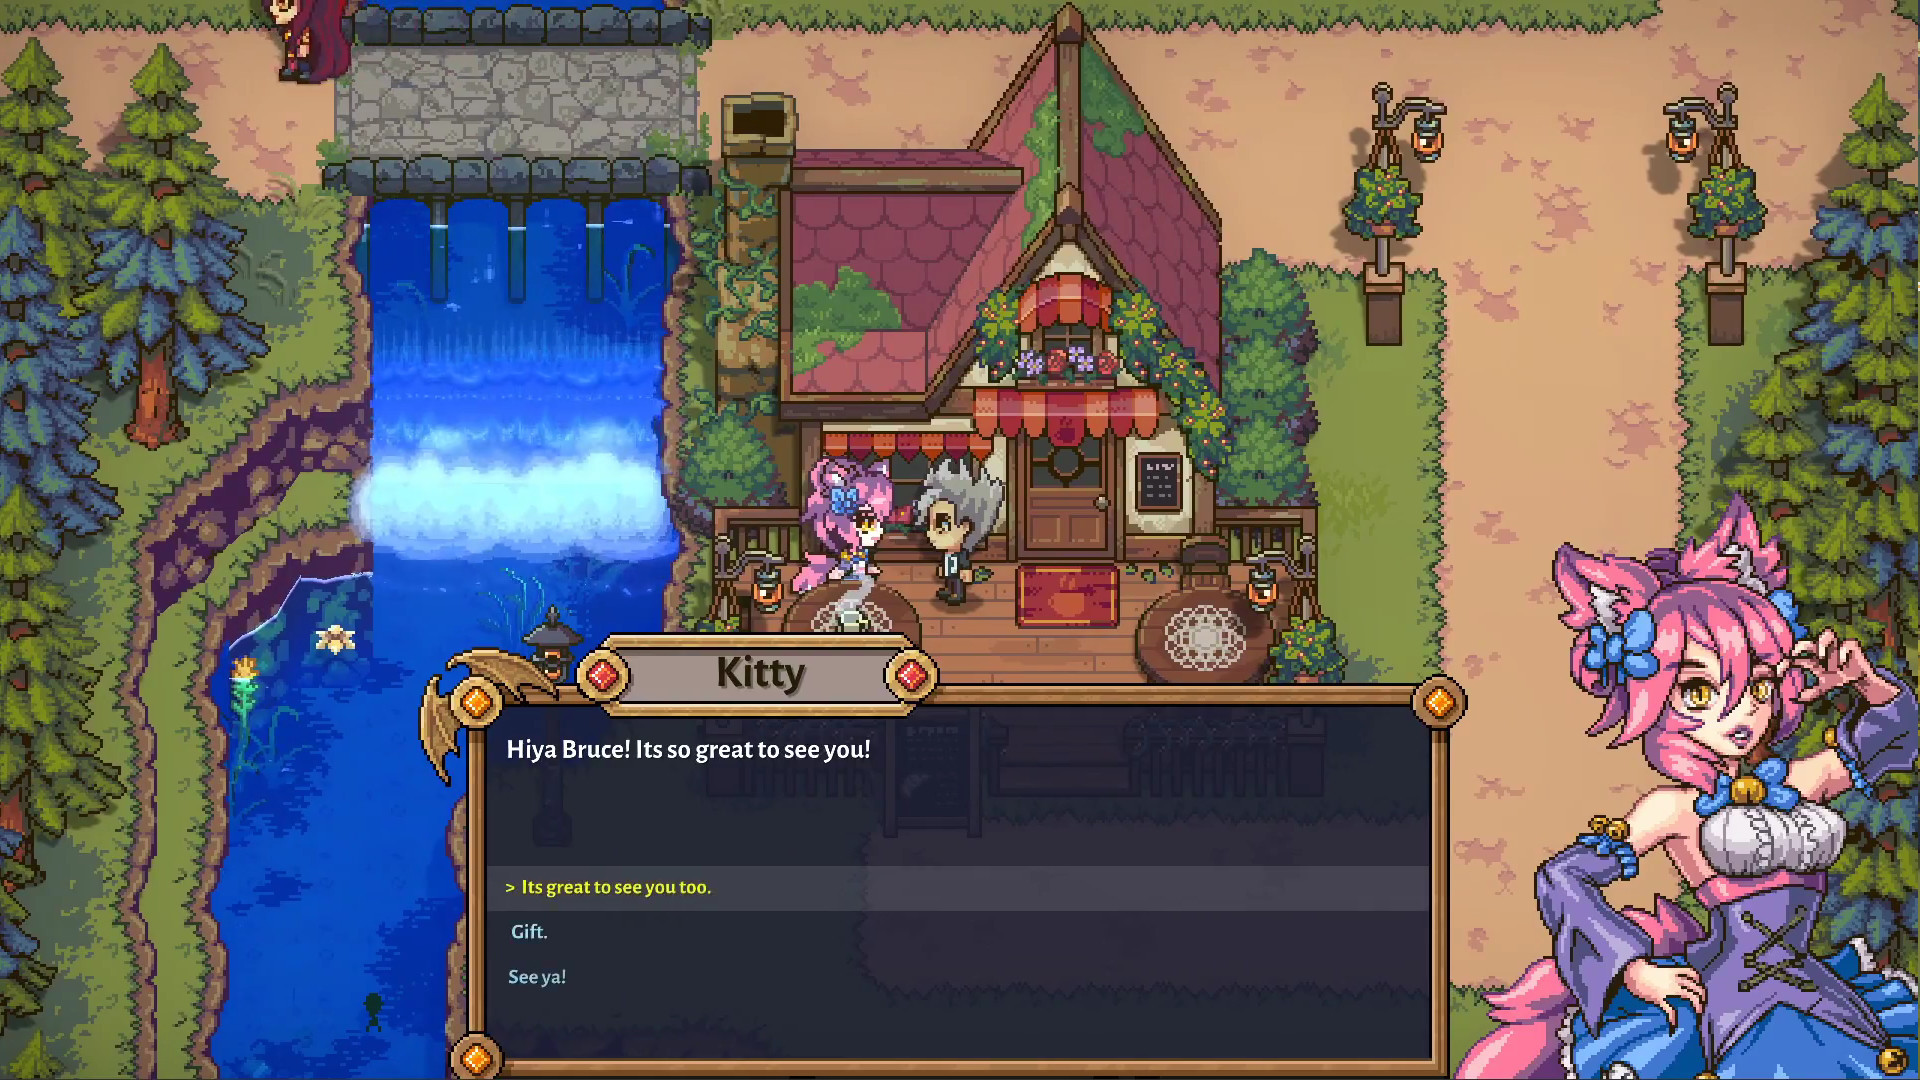 Kitty
Hiya Bruce! Its so great to see you!
> Its great to see you too.
Gift.
See ya!